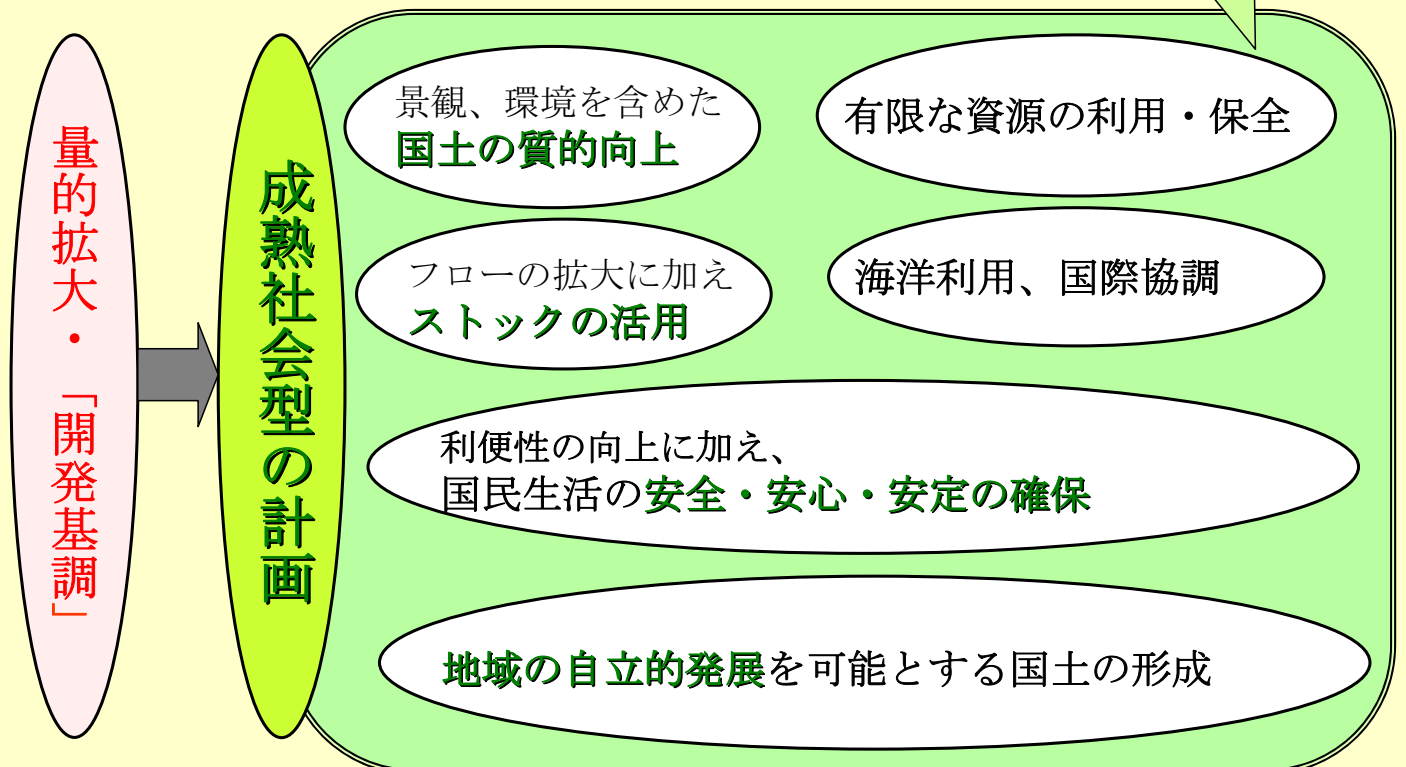 量的拡大・「開発基調」
成熟社会型の計画
景観、環境を含めた
国土の質的向上
有限な資源の利用・保全
フローの拡大に加え
ストックの活用
海洋利用、国際協調
利便性の向上に加え、
国民生活の安全・安心・安定の確保
地域の自立的発展を可能とする国土の形成